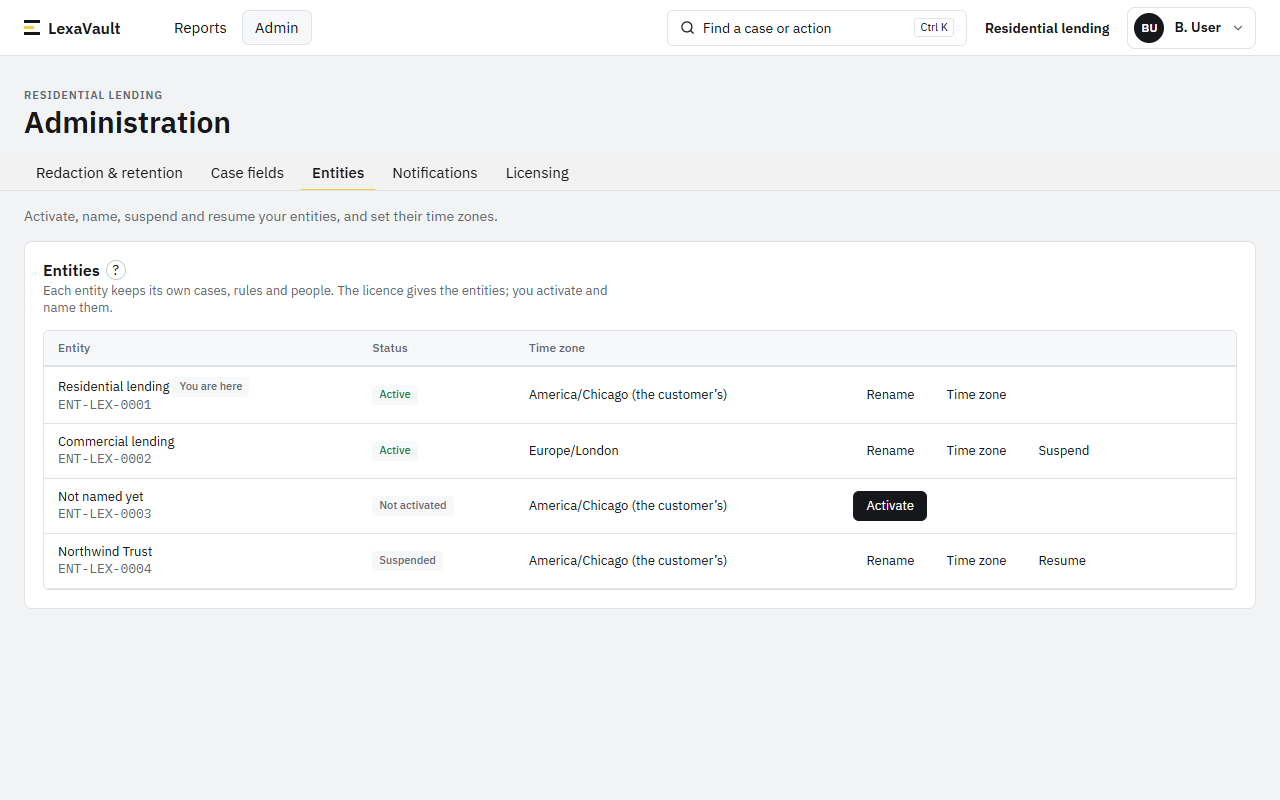 LexaVault
Reports
Admin
Find a case or action
Ctrl K
Residential lending
BU
B. User
RESIDENTIAL LENDING
Administration
Redaction & retention
Case fields
Entities
Notifications
Licensing
Activate, name, suspend and resume your entities, and set their time zones.
Entities ?
Each entity keeps its own cases, rules and people. The licence gives the entities; you activate and
name them.
Entity Status Time zone
Residential lending You are here
ENT-LEX-0001
Active
America/Chicago (the customer’s)
Rename
Time zone
Commercial lending
ENT-LEX-0002
Active
Europe/London
Rename
Time zone
Suspend
Not named yet
ENT-LEX-0003
Not activated
America/Chicago (the customer’s)
Activate
Northwind Trust
ENT-LEX-0004
Suspended
America/Chicago (the customer’s)
Rename
Time zone
Resume